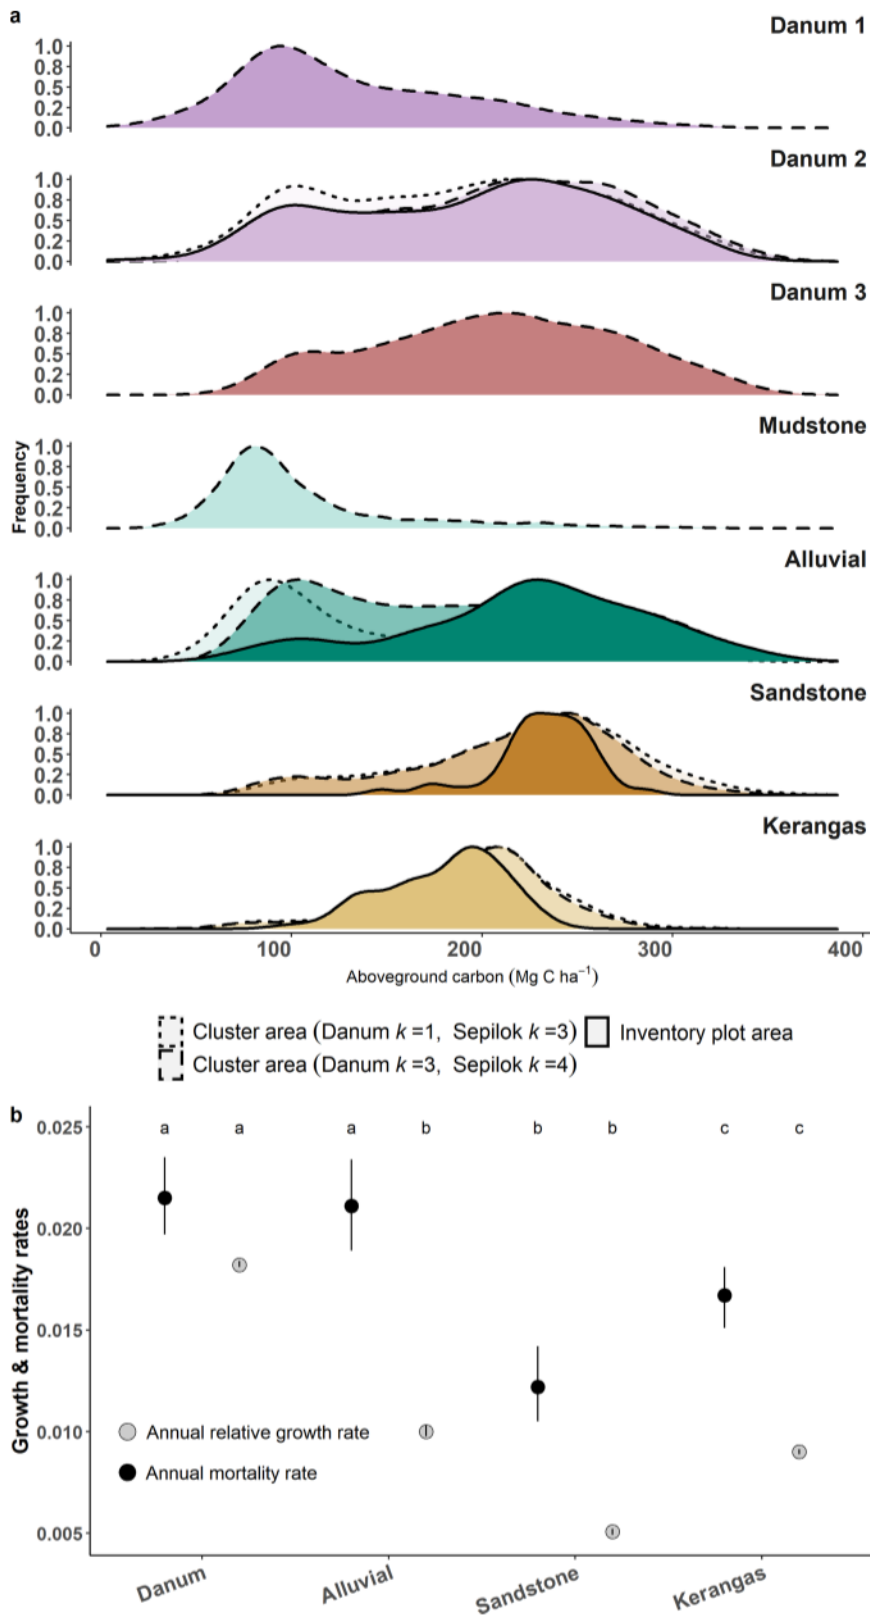 a
Danum 1
1.0
0.8
0.5
0.2
0.0
Danum 2
1.0
0.8
0.5
0.2
0.0
Danum 3
1.0
0.8
0.5
0.2
0.0
Mudstone
Frequency
1.0
0.8
0.5
0.2
0.0
Alluvial
1.0
0.8
0.5
0.2
0.0
Sandstone
1.0
0.8
0.5
0.2
0.0
Kerangas
1.0
0.8
0.5
0.2
0.0
0 100 200 300 400
Aboveground carbon (Mg C ha⁻¹)
Cluster area (Danum k =1, Sepilok k =3) Inventory plot area
Cluster area (Danum k =3, Sepilok k =4)
b
Growth & mortality rates
0.025
0.020
0.015
0.010
0.005
a a a b b b c c
Annual relative growth rate
Annual mortality rate
Danum Alluvial Sandstone Kerangas